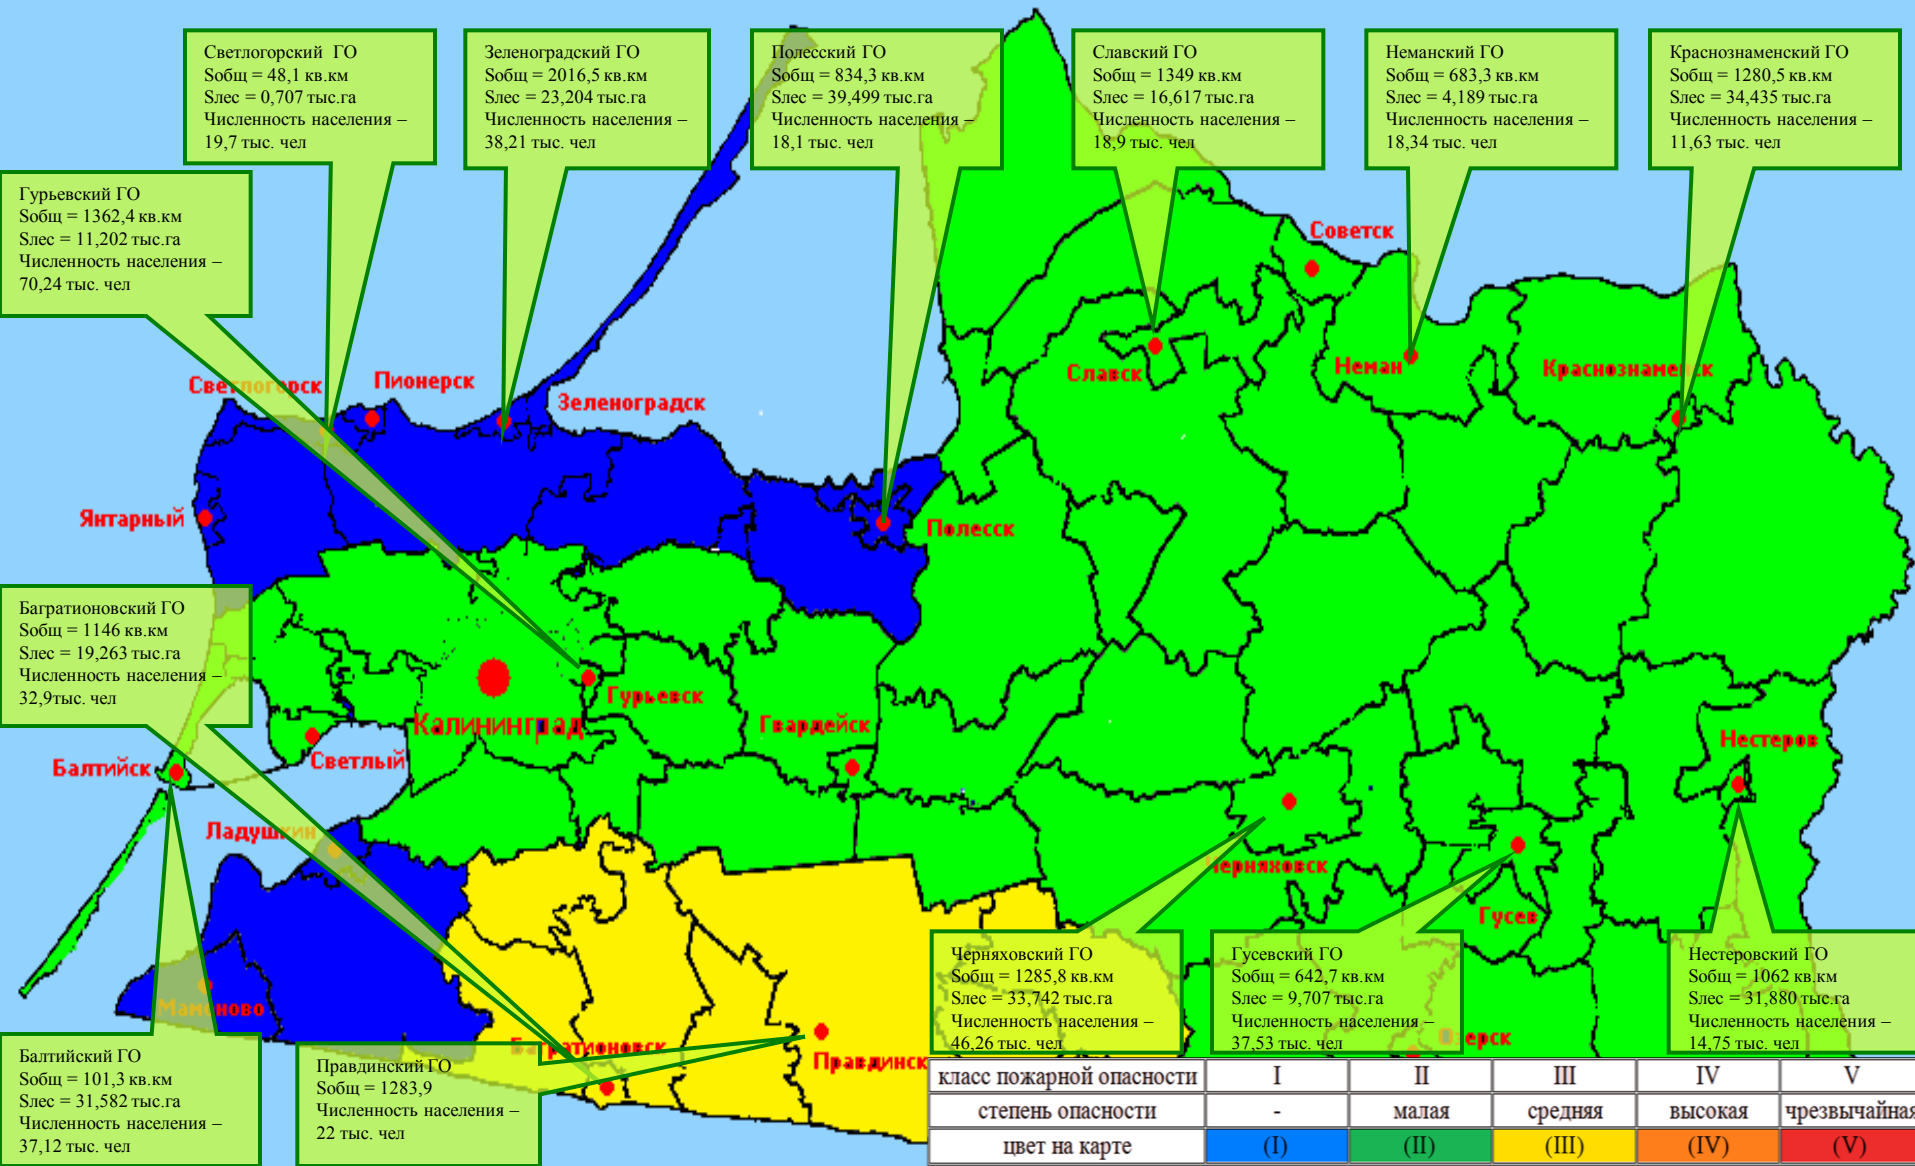 Светлогорский ГО
Sобщ = 48,1 кв.км
Sлес = 0,707 тыс.га
Численность населения –
19,7 тыс. чел
Зеленоградский ГО
Sобщ = 2016,5 кв.км
Sлес = 23,204 тыс.га
Численность населения –
38,21 тыс. чел
Полесский ГО
Sобщ = 834,3 кв.км
Sлес = 39,499 тыс.га
Численность населения –
18,1 тыс. чел
Славский ГО
Sобщ = 1349 кв.км
Sлес = 16,617 тыс.га
Численность населения –
18,9 тыс. чел
Неманский ГО
Sобщ = 683,3 кв.км
Sлес = 4,189 тыс.га
Численность населения –
18,34 тыс. чел
Краснознаменский ГО
Sобщ = 1280,5 кв.км
Sлес = 34,435 тыс.га
Численность населения –
11,63 тыс. чел
Гурьевский ГО
Sобщ = 1362,4 кв.км
Sлес = 11,202 тыс.га
Численность населения –
70,24 тыс. чел
Советск
Светлогорск
Пионерск
Зеленоградск
Славск
Неман
Краснознаменск
Янтарный
Полесск
Багратионовский ГО
Sобщ = 1146 кв.км
Sлес = 19,263 тыс.га
Численность населения –
32,9тыс. чел
Гурьевск
Калининград
Гвардейск
Нестеров
Балтийск
Светлый
Ладушкин
Черняховск
Гусев
Мамоново
Багратионовск
Правдинск
Озерск
Черняховский ГО
Sобщ = 1285,8 кв.км
Sлес = 33,742 тыс.га
Численность населения –
46,26 тыс. чел
Гусевский ГО
Sобщ = 642,7 кв.км
Sлес = 9,707 тыс.га
Численность населения –
37,53 тыс. чел
Нестеровский ГО
Sобщ = 1062 кв.км
Sлес = 31,880 тыс.га
Численность населения –
14,75 тыс. чел
Балтийский ГО
Sобщ = 101,3 кв.км
Sлес = 31,582 тыс.га
Численность населения –
37,12 тыс. чел
Правдинский ГО
Sобщ = 1283,9
Численность населения –
22 тыс. чел
класс пожарной опасности I II III IV V
степень опасности - малая средняя высокая чрезвычайная
цвет на карте (I) (II) (III) (IV) (V)